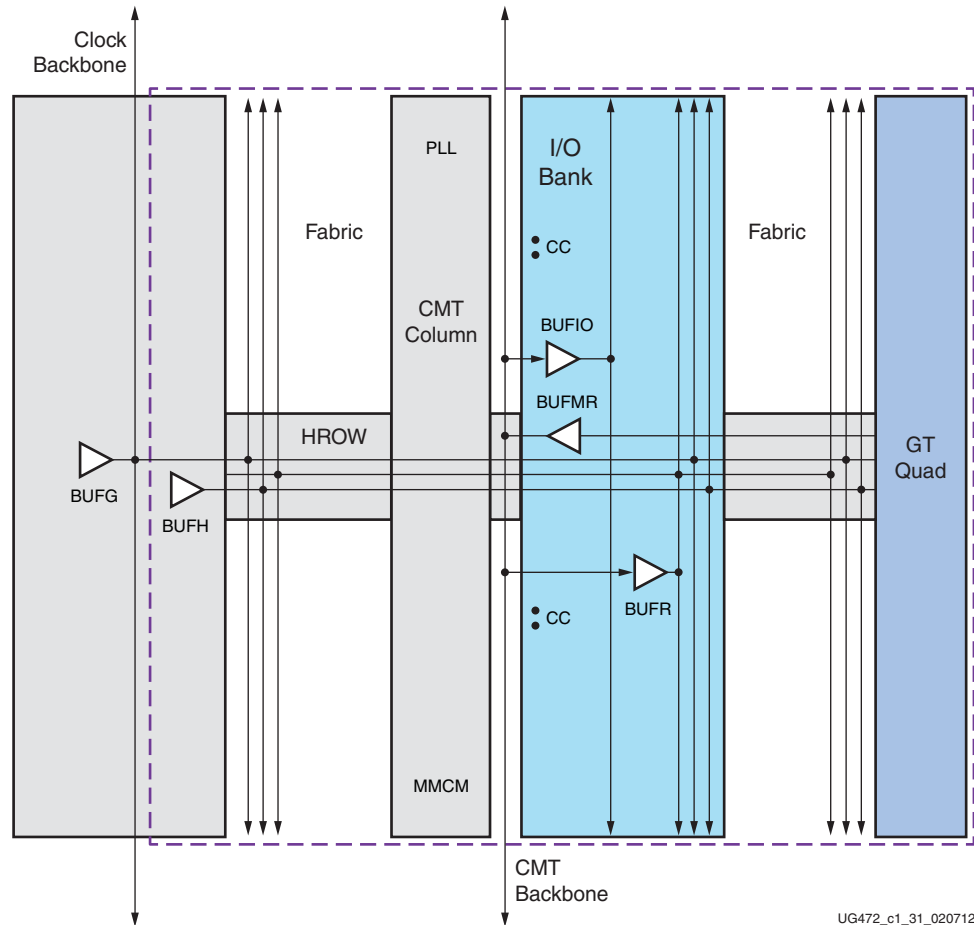 Clock
Backbone
PLL
I/O
Bank
Fabric
Fabric
CC
CMT
Column
BUFIO
BUFMR
HROW
GT
Quad
BUFG
BUFH
BUFR
CC
MMCM
CMT
Backbone
UG472_c1_31_020712